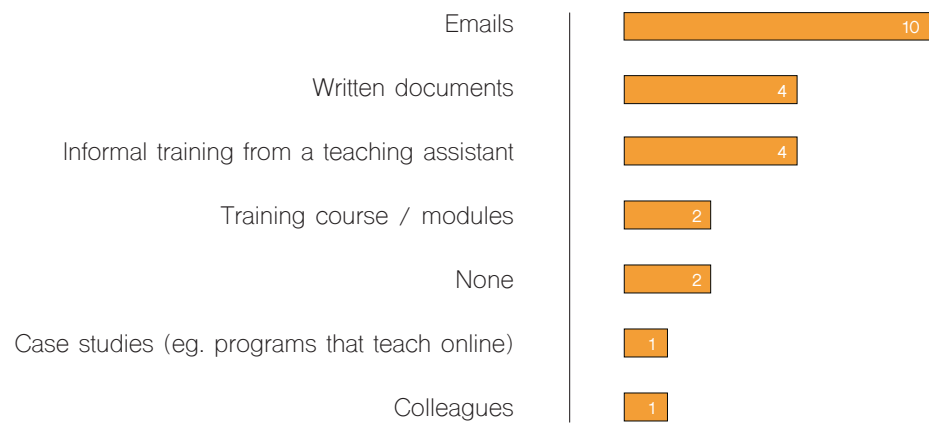 Emails 10
Written documents 4
Informal training from a teaching assistant 4
Training course / modules 2
None 2
Case studies (eg. programs that teach online) 1
Colleagues 1